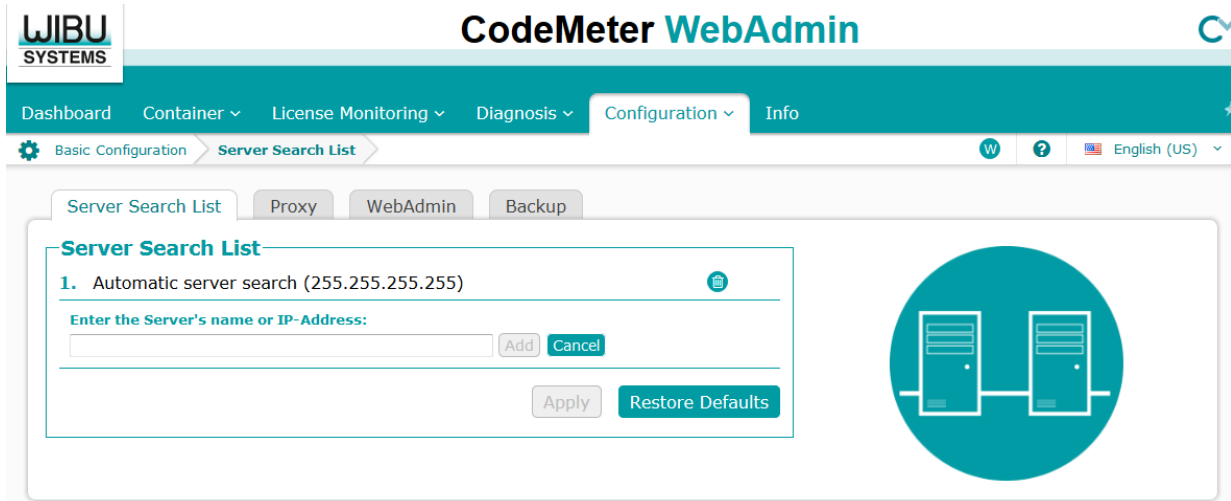 WIBU
SYSTEMS
CodeMeter WebAdmin
Dashboard Container License Monitoring Diagnosis Configuration Info
Basic Configuration Server Search List W ? English (US)
Server Search List Proxy WebAdmin Backup
Server Search List
1. Automatic server search (255.255.255.255)
Enter the Server's name or IP-Address:
Add Cancel
Apply Restore Defaults